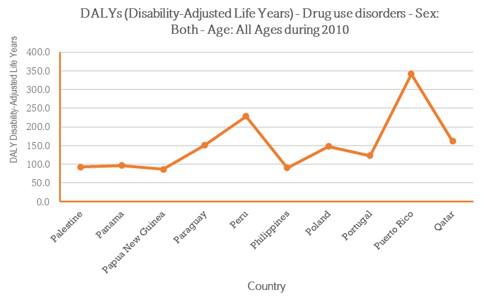 DALYs (Disability-Adjusted Life Years) - Drug use disorders - Sex:
Both - Age: All Ages during 2010
DALY Disability-Adjusted Life Years
400.0
350.0
300.0
250.0
200.0
150.0
100.0
50.0
0.0
Palestine
Panama
Papua New Guinea
Paraguay
Peru
Philippines
Poland
Portugal
Puerto Rico
Qatar
Country